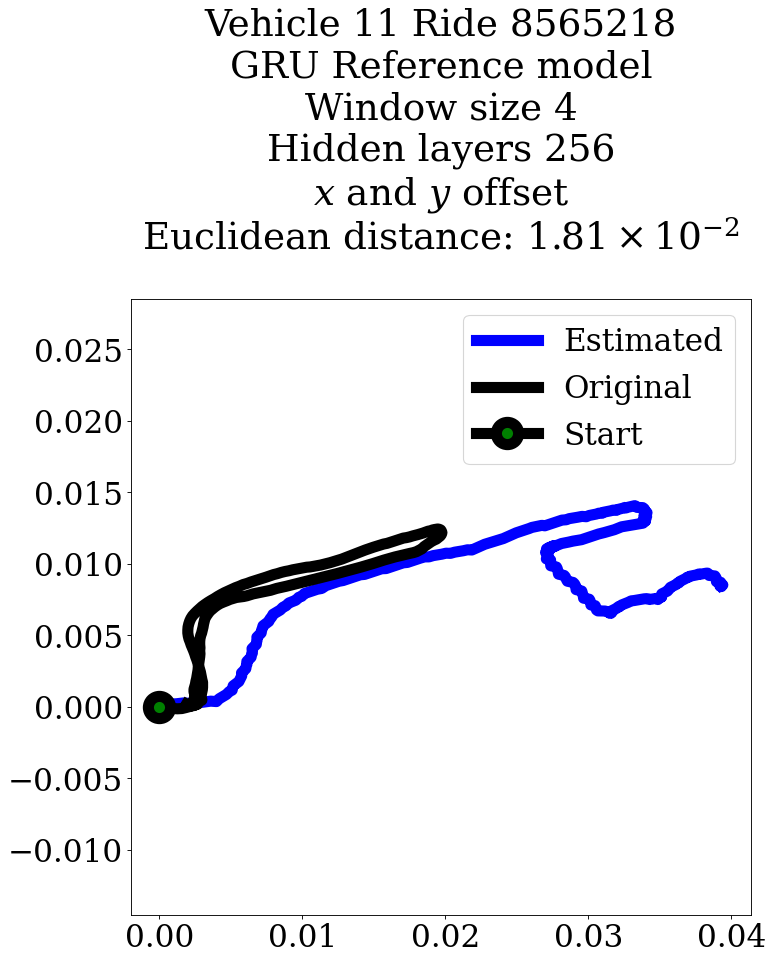 Vehicle 11 Ride 8565218
GRU Reference model
Window size 4
Hidden layers 256
x and y offset
Euclidean distance: 1.81 × 10⁻²
Estimated
Original
Start
0.025
0.020
0.015
0.010
0.005
0.000
−0.005
−0.010
0.00 0.01 0.02 0.03 0.04